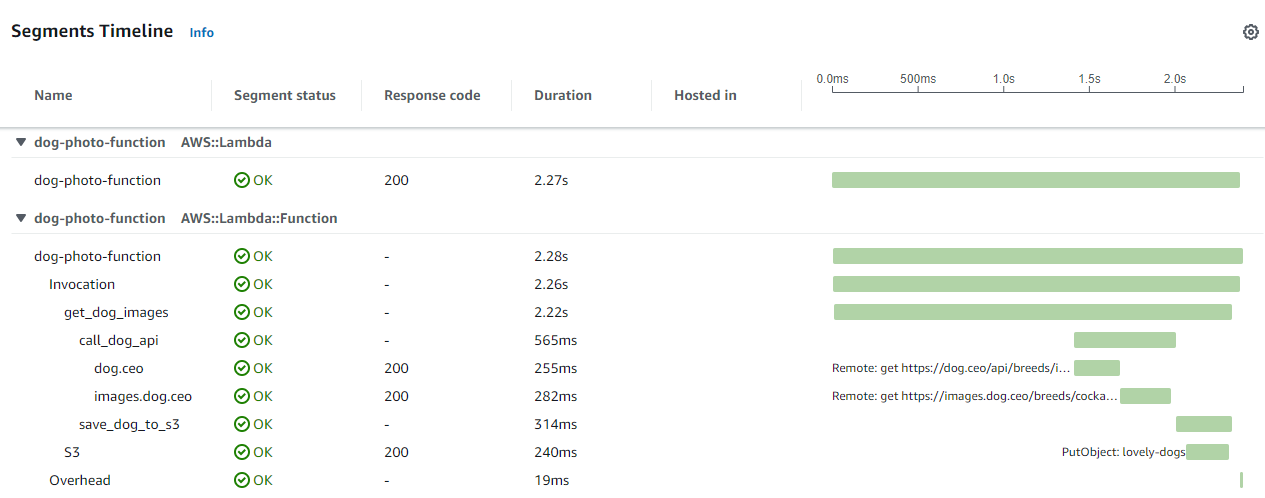 Segments Timeline Info
0.0ms 500ms 1.0s 1.5s 2.0s
Name Segment status Response code Duration Hosted in
dog-photo-function AWS::Lambda
dog-photo-function OK 200 2.27s
dog-photo-function AWS::Lambda::Function
dog-photo-function OK - 2.28s
Invocation OK - 2.26s
get_dog_images OK - 2.22s
call_dog_api OK - 565ms
dog.ceo OK 200 255ms Remote: get https://dog.ceo/api/breeds/i...
images.dog.ceo OK 200 282ms Remote: get https://images.dog.ceo/breeds/cocka...
save_dog_to_s3 OK - 314ms
S3 OK 200 240ms PutObject: lovely-dogs
Overhead OK - 19ms